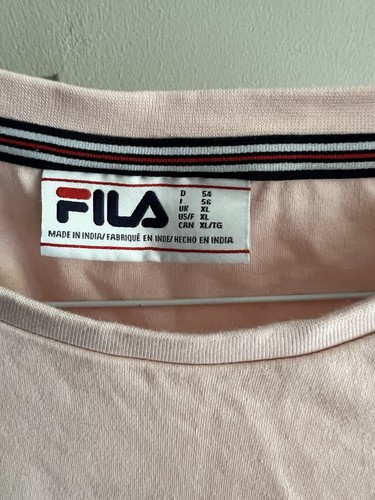 FILA
D 54
I 56
UK XL
US/F XL
CAN XL/TG
MADE IN INDIA/FABRIQUÉ EN INDE/HECHO EN INDIA